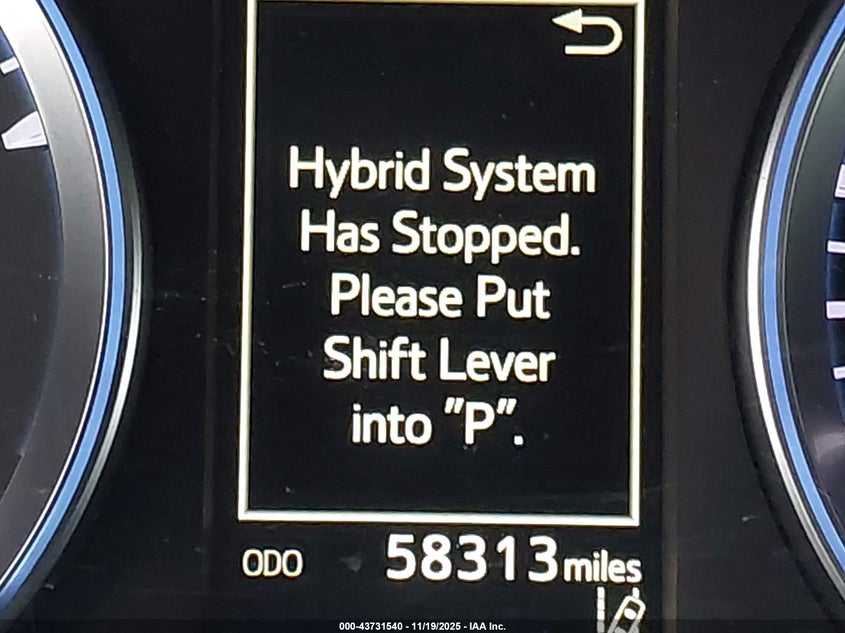 Hybrid System
Has Stopped.
Please Put
Shift Lever
into "P".
ODO 58313 miles
000-43731540 - 11/19/2025 - IAA Inc.